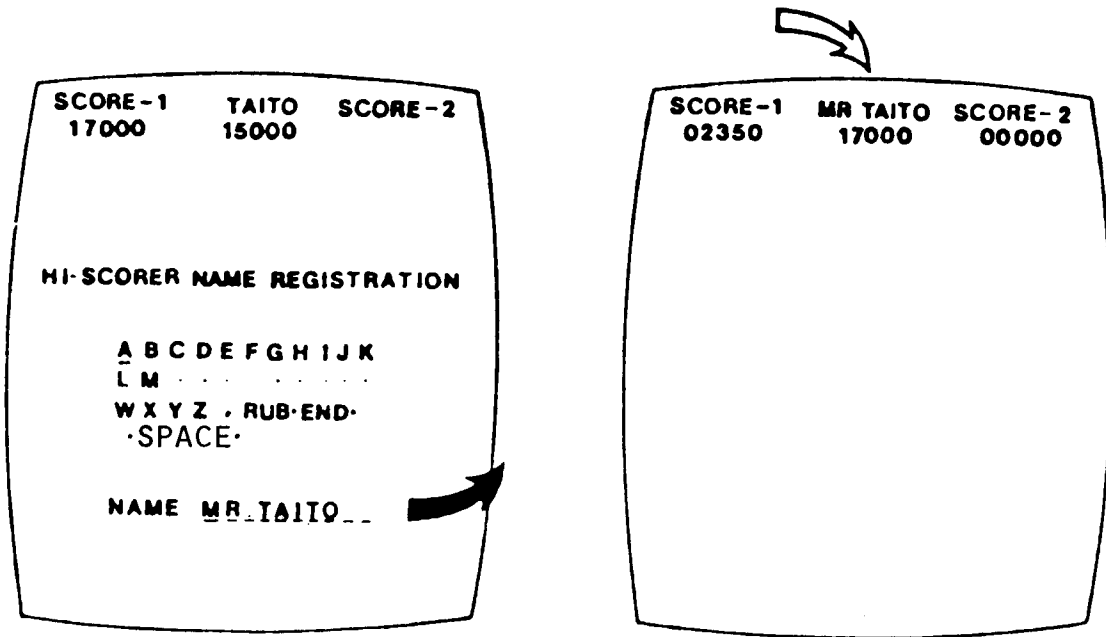 SCORE-1 TAITO SCORE-2
17000 15000
HI-SCORER NAME REGISTRATION
A B C D E F G H I J K
L M · · · · · · · ·
W X Y Z . RUB·END·
·SPACE·
NAME MR.TAITO__
SCORE-1 MR TAITO SCORE-2
02350 17000 00000